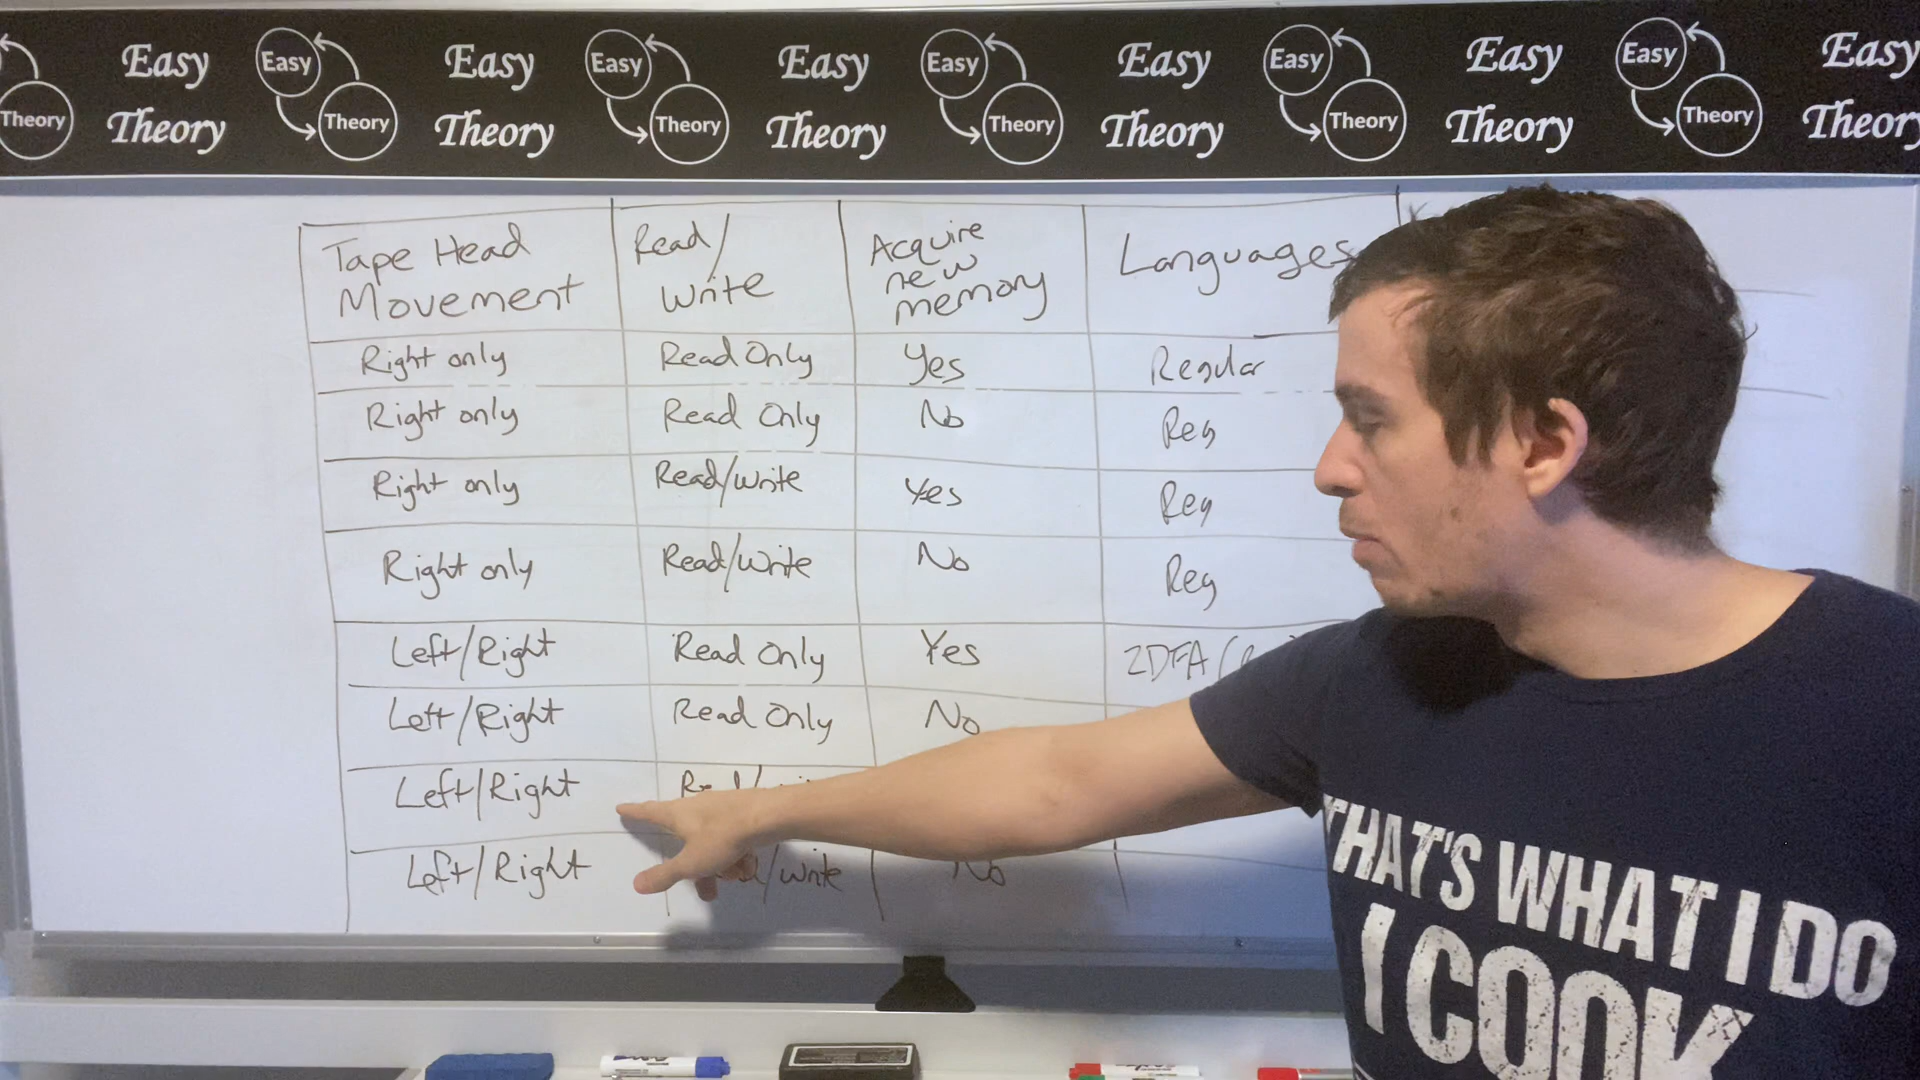 Easy Easy Easy Easy Easy Easy Easy Easy Easy Easy Easy
Theory Theory Theory Theory Theory Theory Theory Theory Theory Theory Theory Theory
Tape Head Movement Read/ Write Acquire new memory Languages
Right only Read Only Yes Regular
Right only Read Only No Reg
Right only Read/Write Yes Reg
Right only Read/Write No Reg
Left/Right Read Only Yes 2DFA (
Left/Right Read Only No
Left/Right
Left/Right /Write No
THAT'S WHAT I DO
I COOK